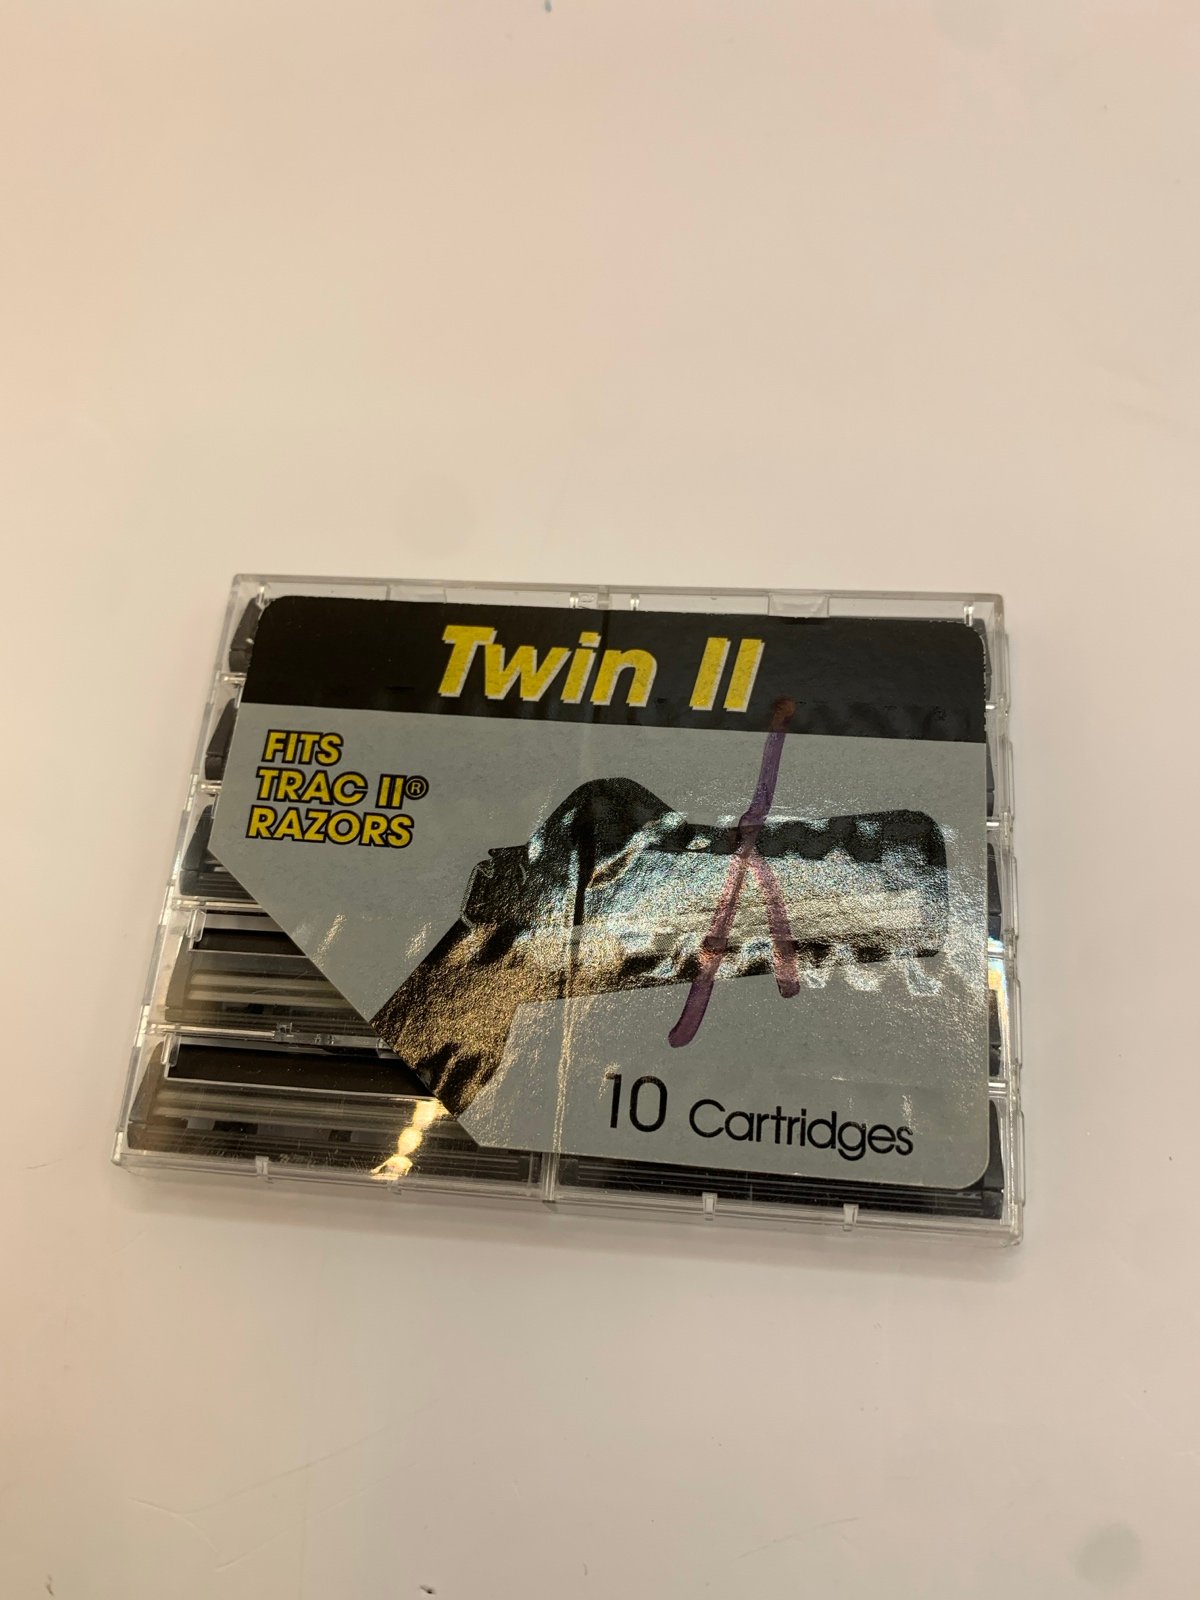 Twin II
FITS
TRAC II®
RAZORS
10 Cartridges